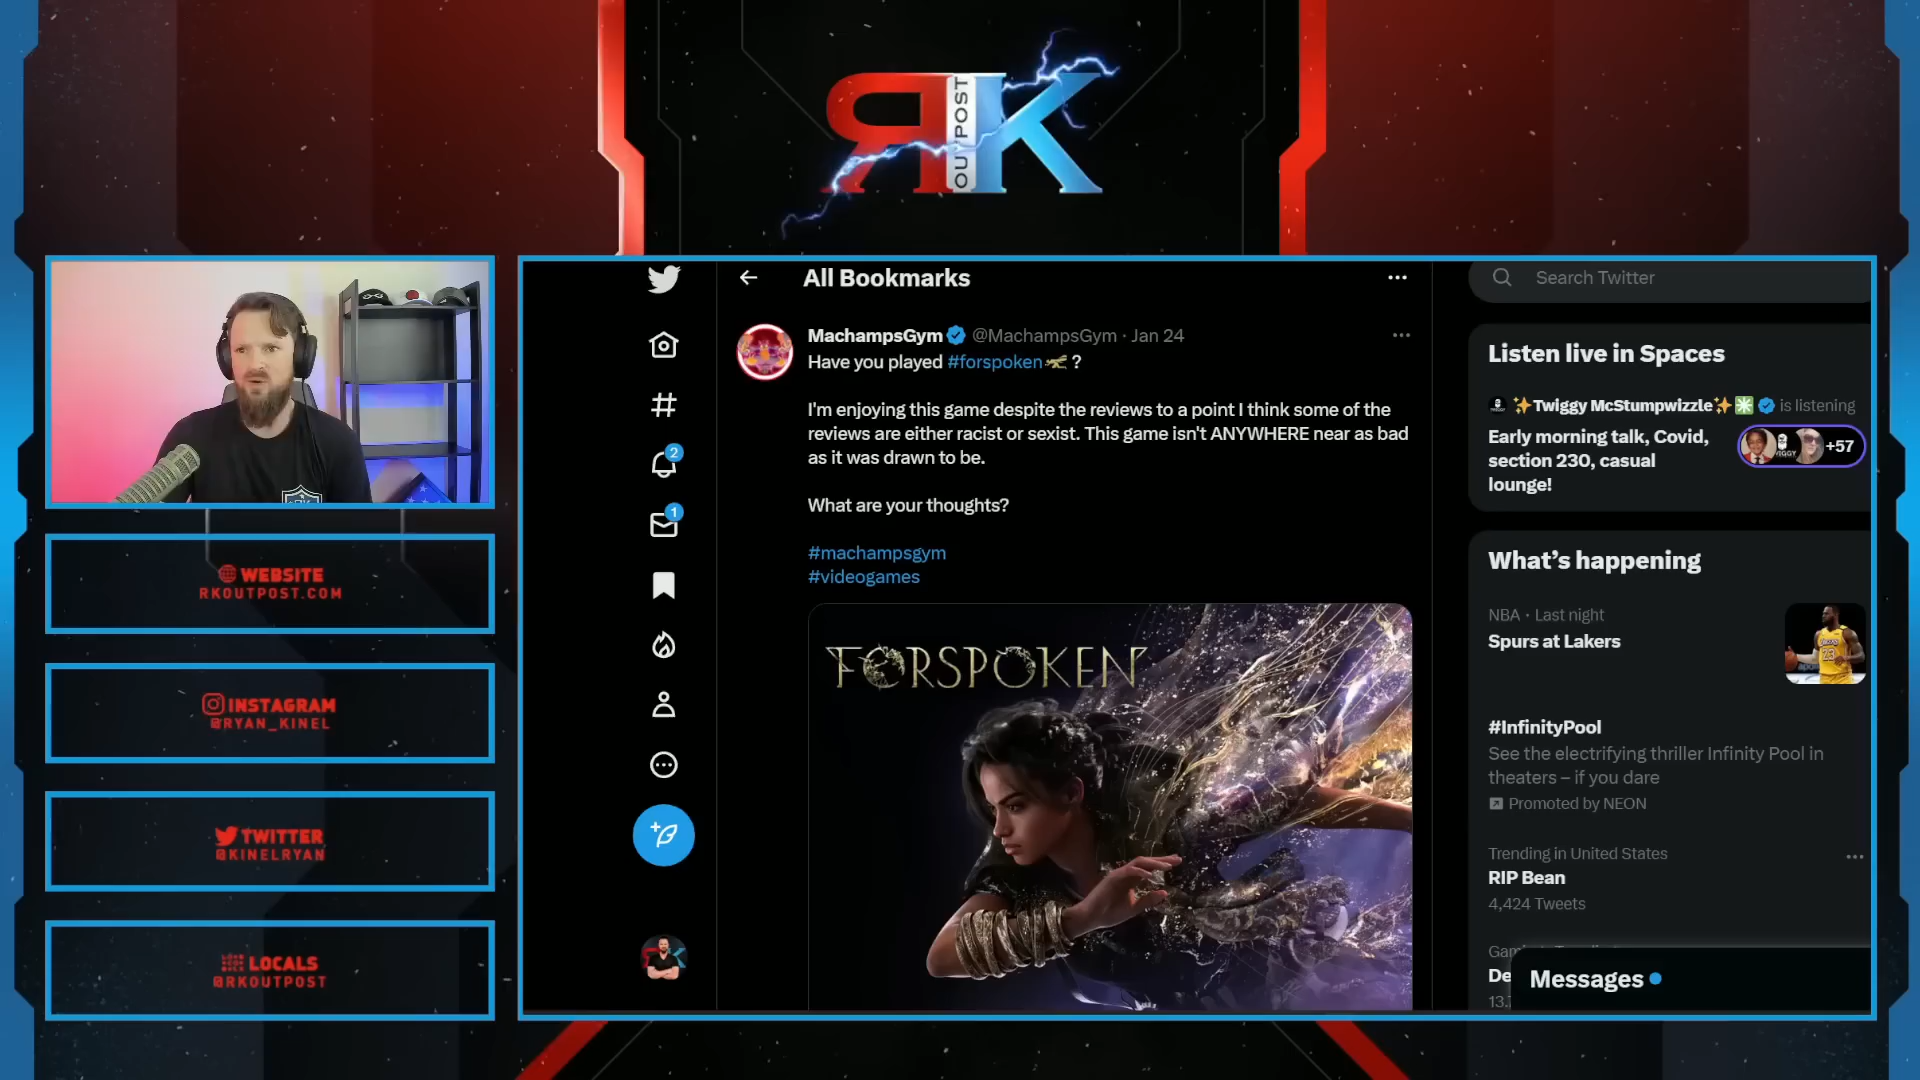 RK
OUTPOST
WEBSITE
RKOUTPOST.COM
INSTAGRAM
@RYAN_KINEL
TWITTER
@KINELRYAN
LOCALS
@RKOUTPOST
All Bookmarks
MachampsGym @MachampsGym · Jan 24
Have you played #forspoken ?
I'm enjoying this game despite the reviews to a point I think some of the
reviews are either racist or sexist. This game isn't ANYWHERE near as bad
as it was drawn to be.
What are your thoughts?
#machampsgym
#videogames
FORSPOKEN
2
1
Search Twitter
Listen live in Spaces
✨Twiggy McStumpwizzle✨ is listening
Early morning talk, Covid,
section 230, casual
lounge!
+57
What's happening
NBA · Last night
Spurs at Lakers
#InfinityPool
See the electrifying thriller Infinity Pool in
theaters – if you dare
Promoted by NEON
Trending in United States
RIP Bean
4,424 Tweets
Messages